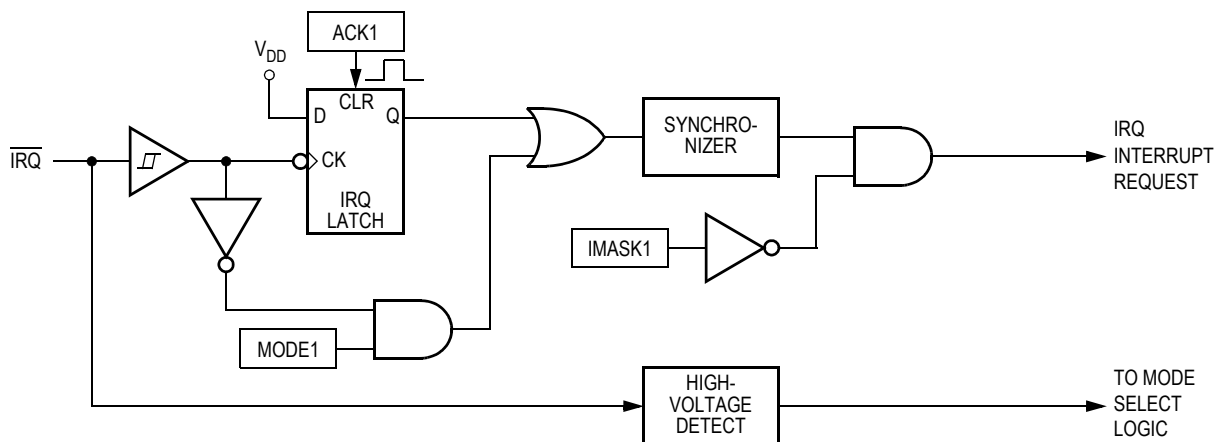 ACK1
VDD
CLR
D
Q
IRQ
CK
IRQ
LATCH
SYNCHRO-
NIZER
IRQ
INTERRUPT
REQUEST
IMASK1
MODE1
HIGH-
VOLTAGE
DETECT
TO MODE
SELECT
LOGIC